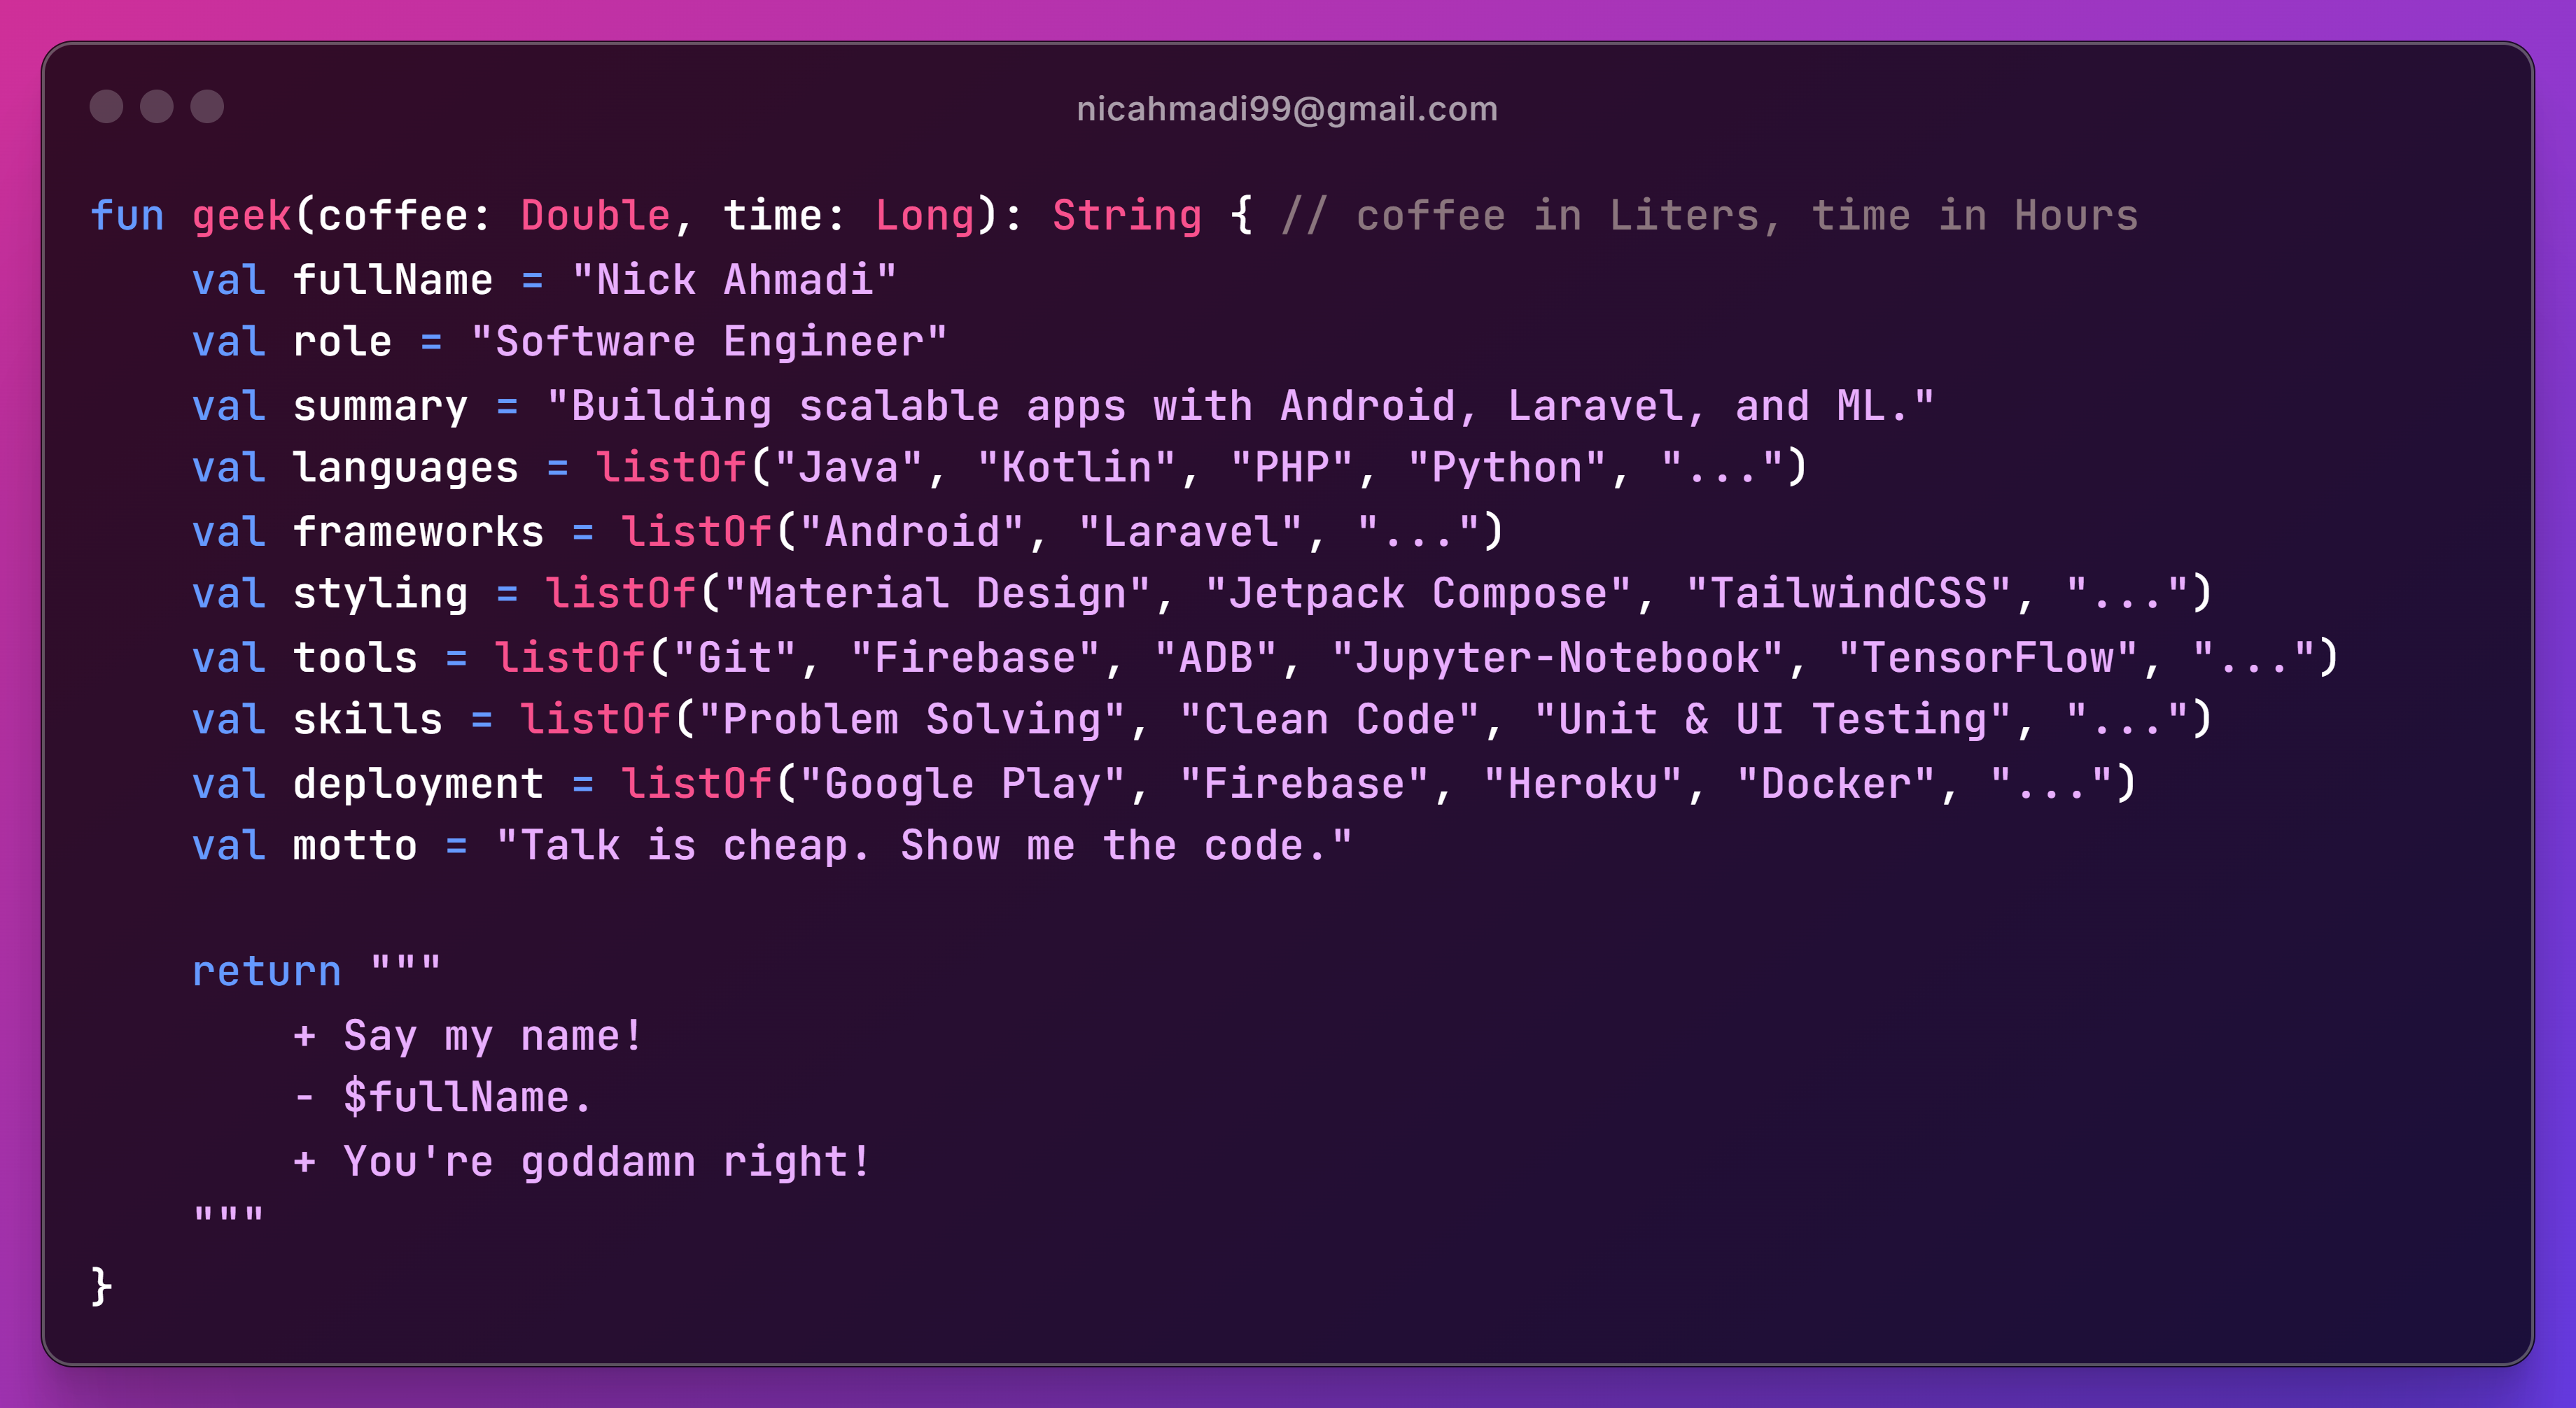 nicahmadi99@gmail.com
fun geek(coffee: Double, time: Long): String { // coffee in Liters, time in Hours
    val fullName = "Nick Ahmadi"
    val role = "Software Engineer"
    val summary = "Building scalable apps with Android, Laravel, and ML."
    val languages = listOf("Java", "Kotlin", "PHP", "Python", "...")
    val frameworks = listOf("Android", "Laravel", "...")
    val styling = listOf("Material Design", "Jetpack Compose", "TailwindCSS", "...")
    val tools = listOf("Git", "Firebase", "ADB", "Jupyter-Notebook", "TensorFlow", "...")
    val skills = listOf("Problem Solving", "Clean Code", "Unit & UI Testing", "...")
    val deployment = listOf("Google Play", "Firebase", "Heroku", "Docker", "...")
    val motto = "Talk is cheap. Show me the code."

    return """
        + Say my name!
        - $fullName.
        + You're goddamn right!
    """
}